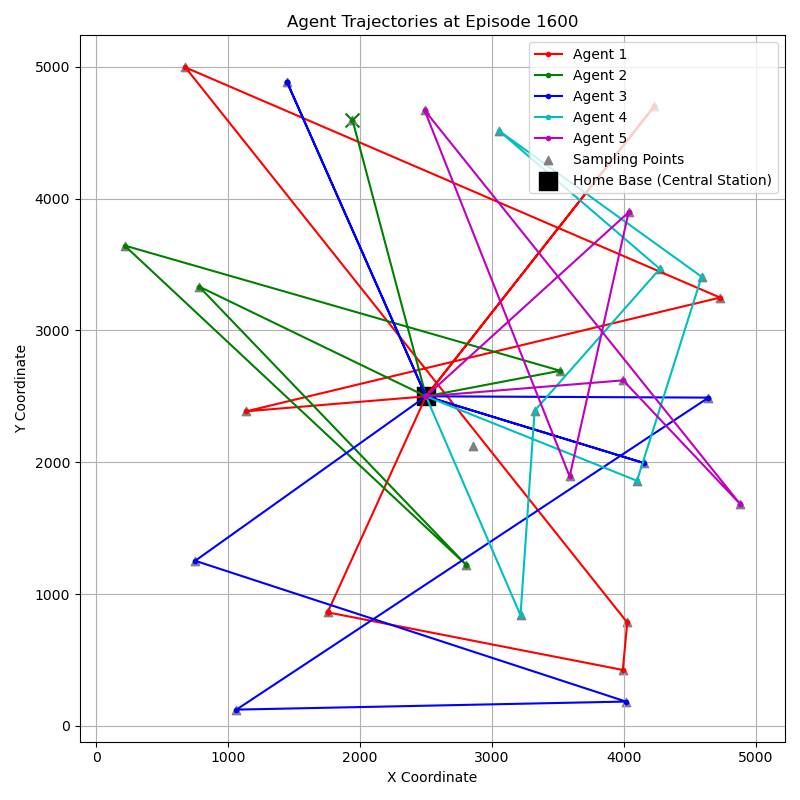 Agent Trajectories at Episode 1600
Agent 1
Agent 2
Agent 3
Agent 4
Agent 5
Sampling Points
Home Base (Central Station)
Y Coordinate
5000
4000
3000
2000
1000
0
0 1000 2000 3000 4000 5000
X Coordinate